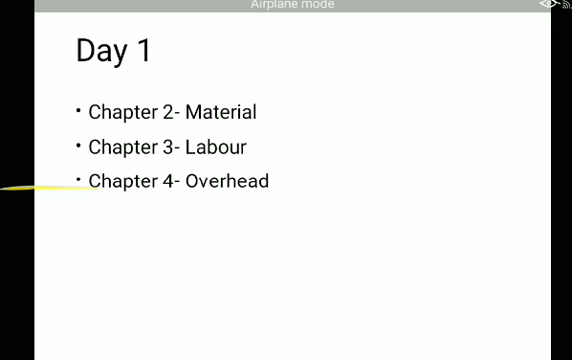 Airplane mode
Day 1
• Chapter 2- Material
• Chapter 3- Labour
• Chapter 4- Overhead